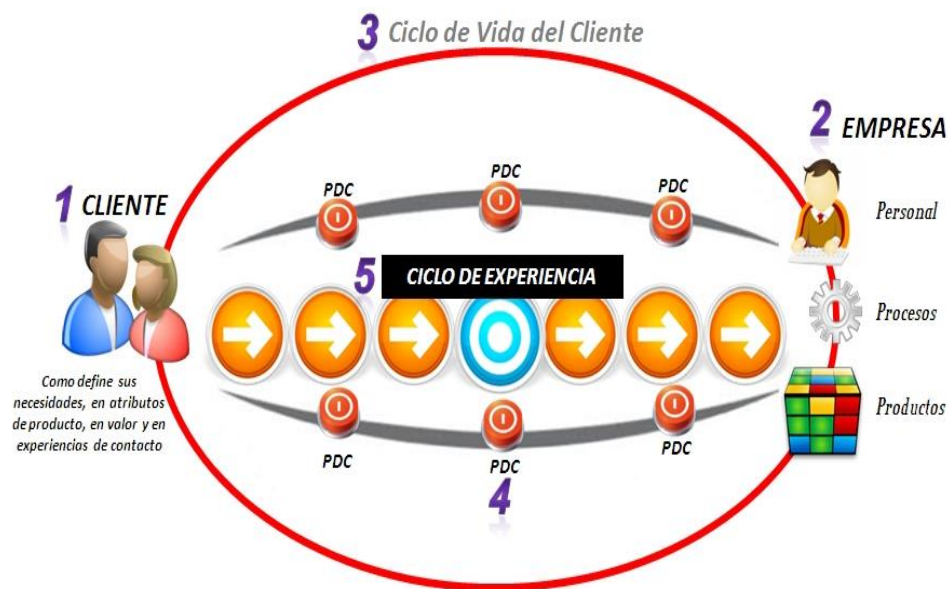 3 Ciclo de Vida del Cliente
2 EMPRESA
PDC
PDC
PDC
1 CLIENTE
Personal
5 CICLO DE EXPERIENCIA
Procesos
Como define sus
necesidades, en atributos
de producto, en valor y en
experiencias de contacto
Productos
PDC
PDC
PDC
4